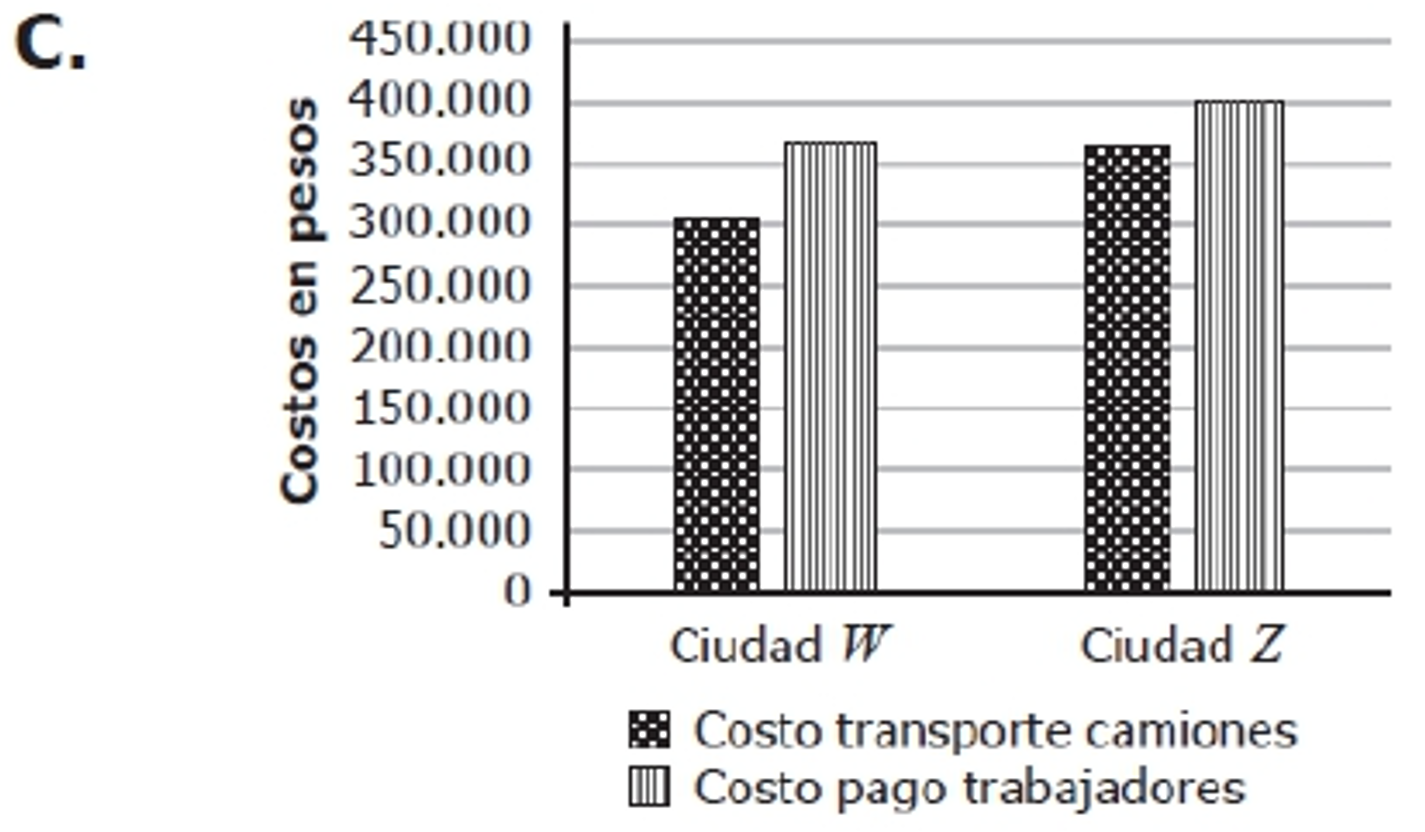 C.
Costos en pesos
450.000
400.000
350.000
300.000
250.000
200.000
150.000
100.000
50.000
0
Ciudad W
Ciudad Z
Costo transporte camiones
Costo pago trabajadores